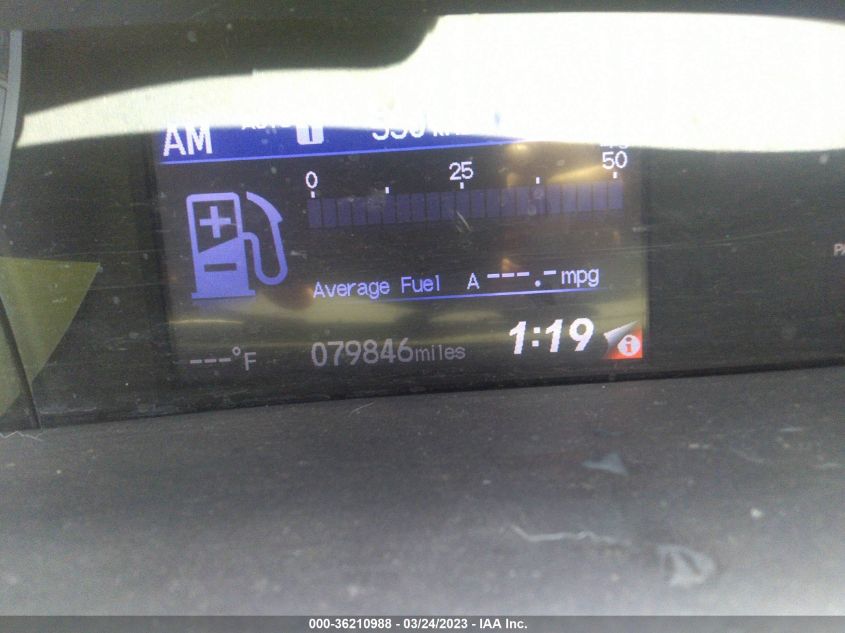 AM
0 25 50
Average Fuel A ---.- mpg
---°F 079846miles 1:19 i
000-36210988 - 03/24/2023 - IAA Inc.